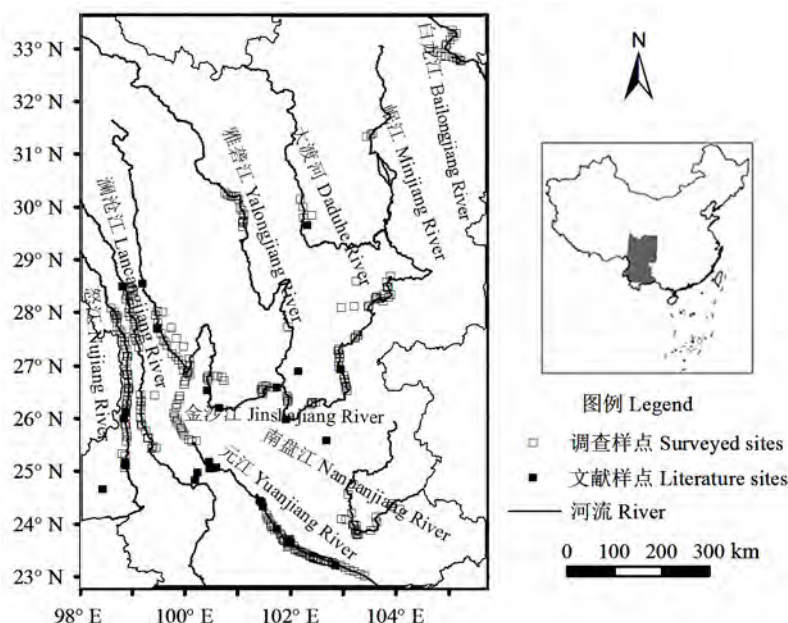 33° N
32° N
31° N
30° N
29° N
28° N
27° N
26° N
25° N
24° N
23° N
98° E
100° E
102° E
104° E
怒江 Nujiang River
澜沧江 Lancangjiang River
雅砻江 Yalongjiang River
大渡河 Daduhe River
岷江 Minjiang River
白龙江 Bailongjiang River
金沙江 Jinshajiang River
元江 Yuanjiang River
南盘江 Nanpanjiang River
N
图例 Legend
调查样点 Surveyed sites
文献样点 Literature sites
河流 River
0 100 200 300 km